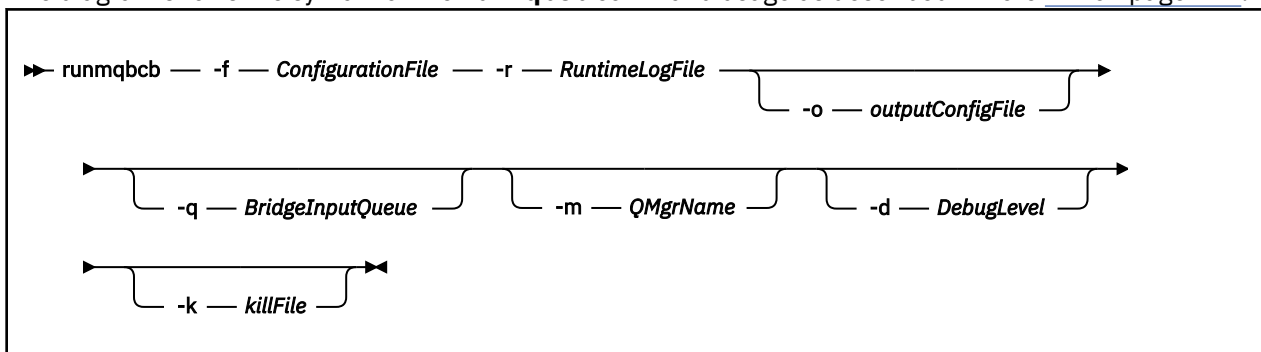 runmqbcb -f ConfigurationFile -r RuntimeLogFile
-o outputConfigFile
-q BridgeInputQueue -m QMgrName -d DebugLevel
-k killFile